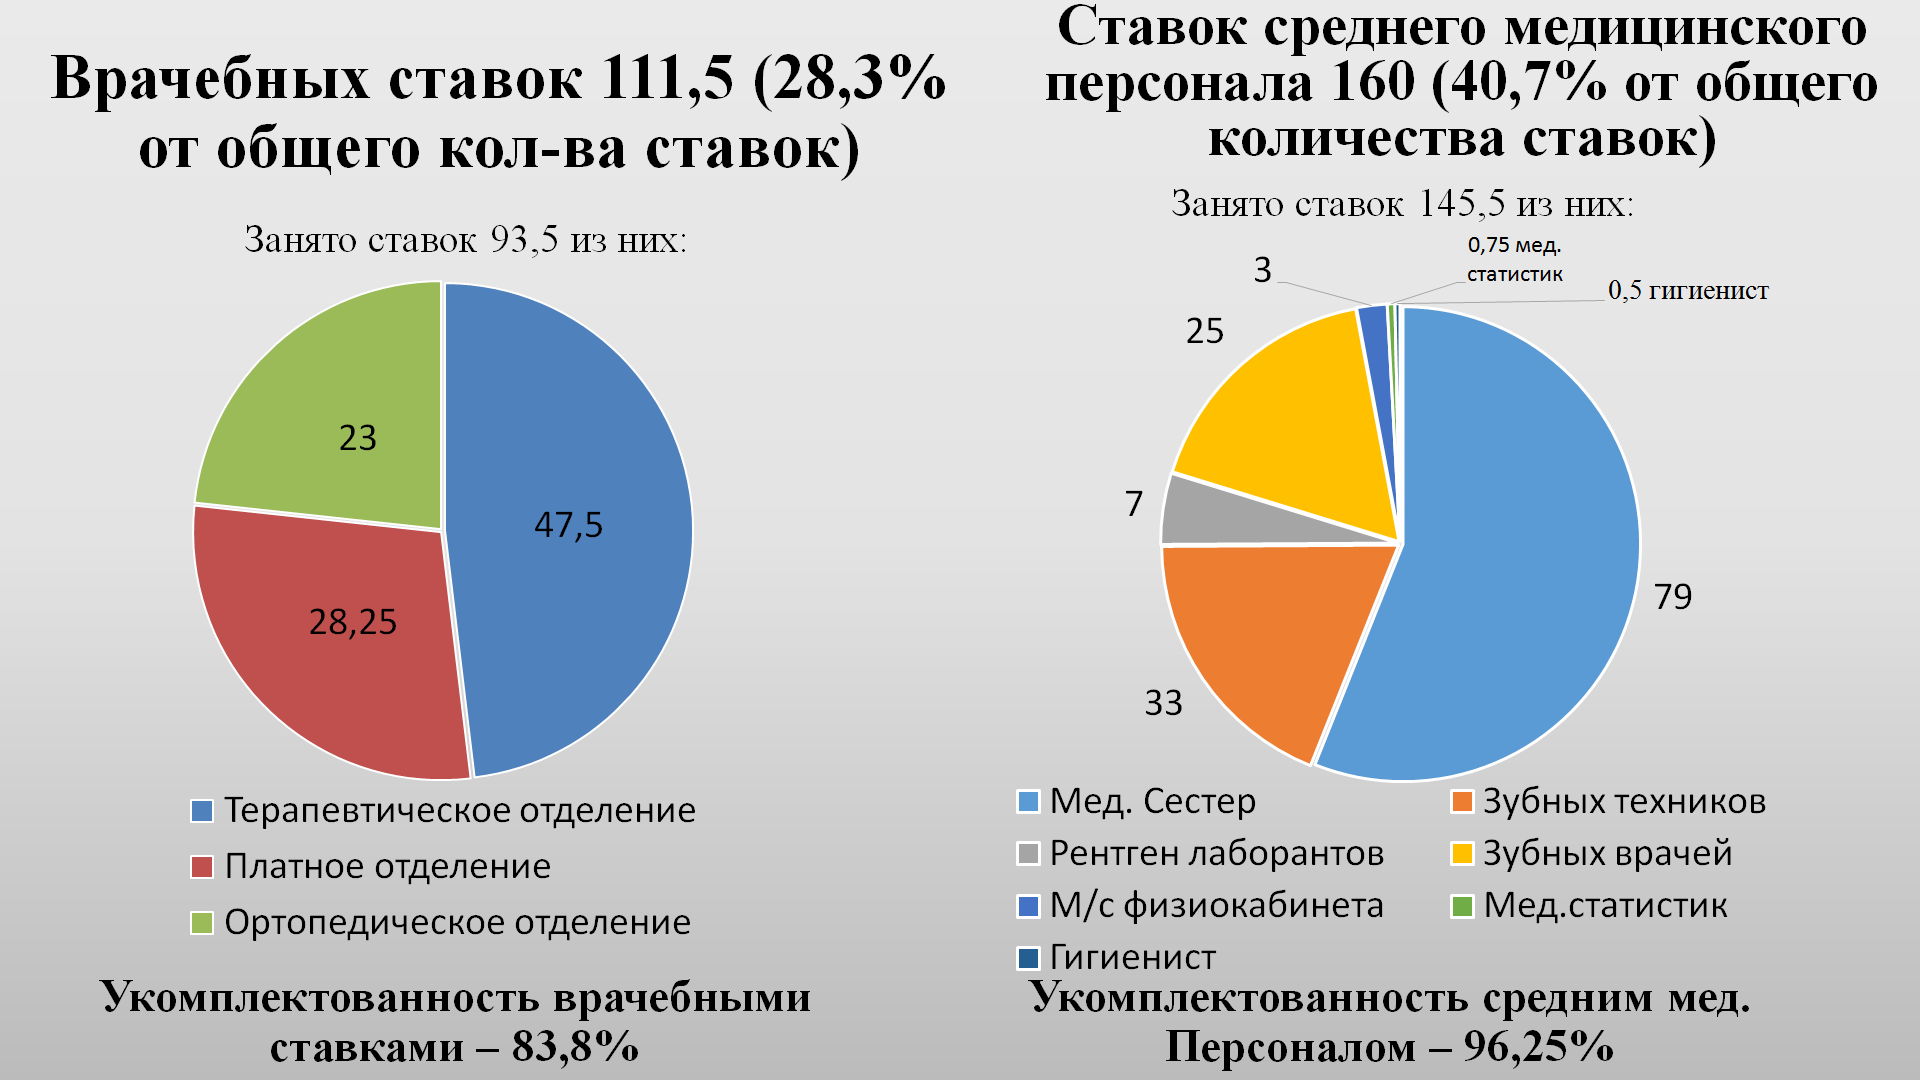 Врачебных ставок 111,5 (28,3%
от общего кол-ва ставок)
Занято ставок 93,5 из них:
23
47,5
28,25
Терапевтическое отделение
Платное отделение
Ортопедическое отделение
Укомплектованность врачебными
ставками – 83,8%
Ставок среднего медицинского
персонала 160 (40,7% от общего
количества ставок)
Занято ставок 145,5 из них:
0,75 мед.
статистик
3
0,5 гигиенист
25
7
79
33
Мед. Сестер
Зубных техников
Рентген лаборантов
Зубных врачей
М/с физиокабинета
Мед.статистик
Гигиенист
Укомплектованность средним мед.
Персоналом – 96,25%